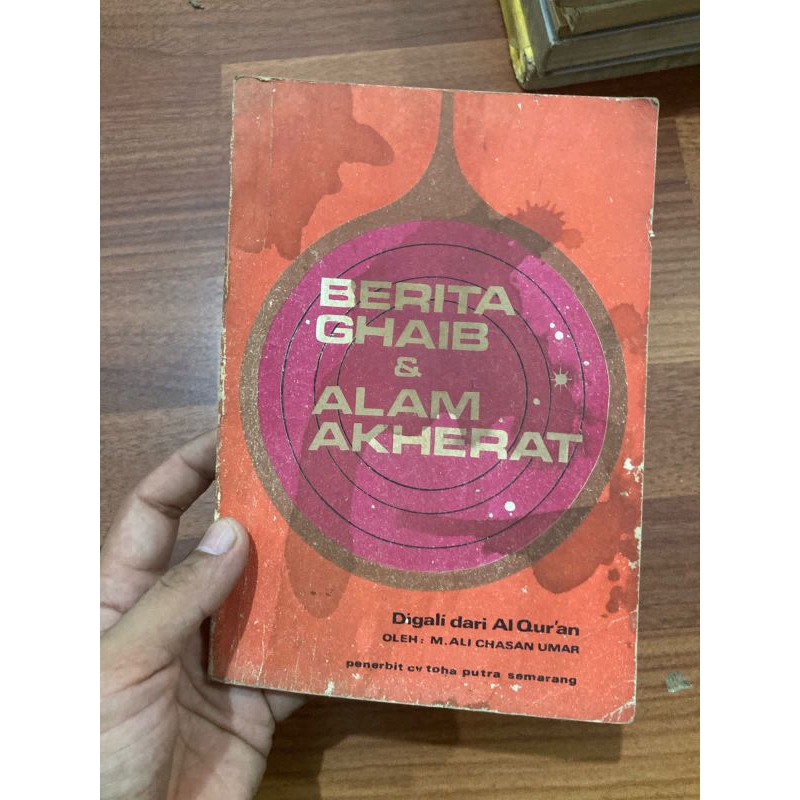 BERITA
GHAIB
&
ALAM
AKHERAT
Digali dari Al Qur'an
OLEH: M. ALI CHASAN UMAR
penerbit cv toha putra semarang